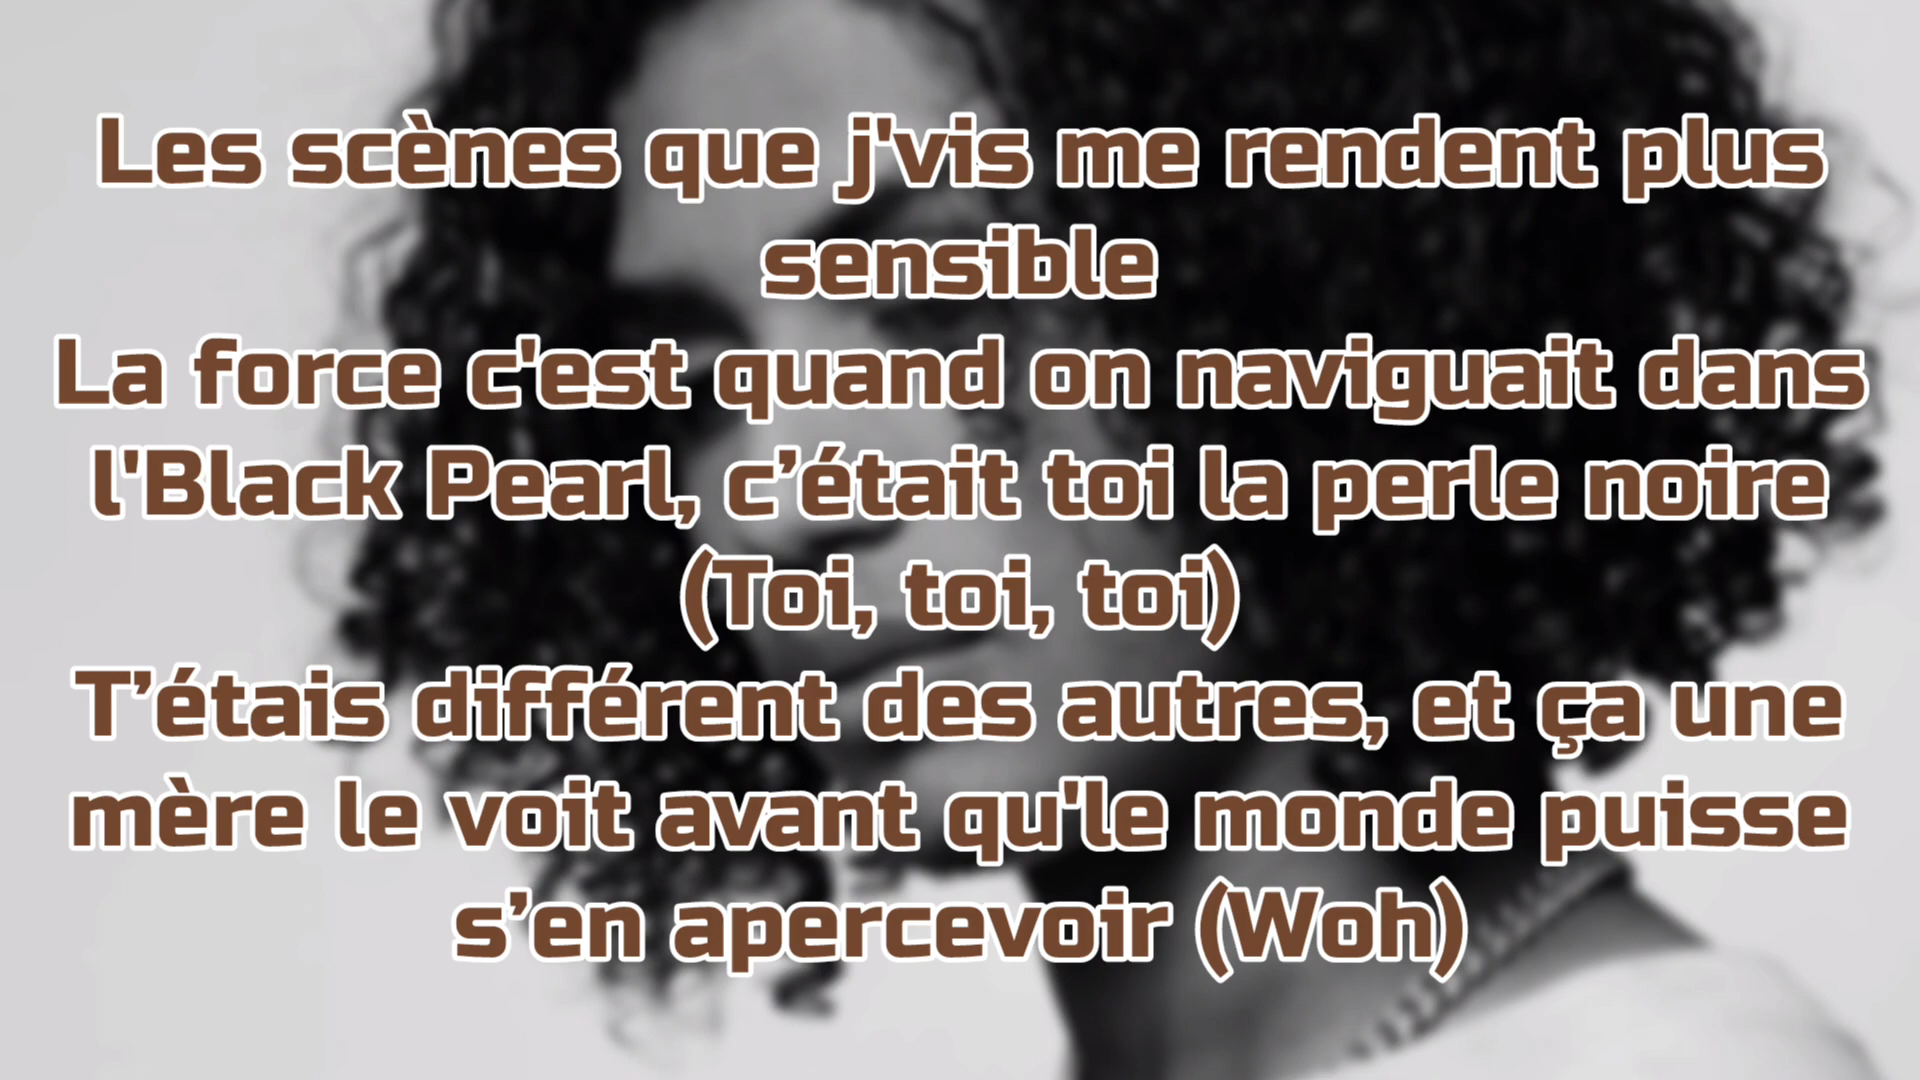 Les scènes que j'vis me rendent plus
sensible
La force c'est quand on naviguait dans
l'Black Pearl, c’était toi la perle noire
(Toi, toi, toi)
T’étais différent des autres, et ça une
mère le voit avant qu'le monde puisse
s’en apercevoir (Woh)